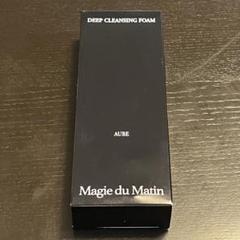 DEEP CLEANSING FOAM
AUBE
Magie du Matin